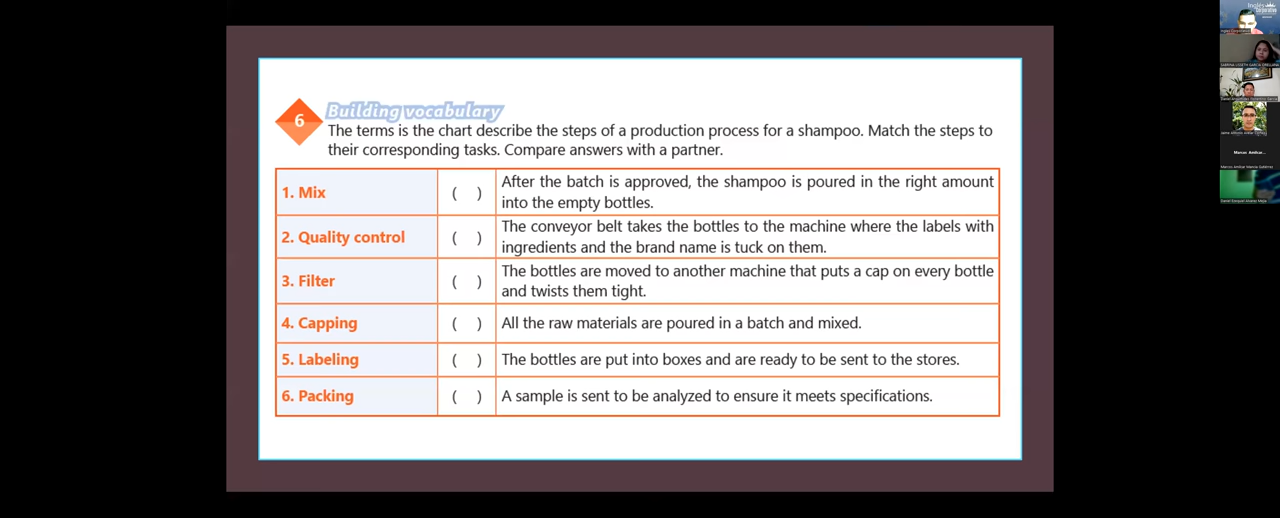 6
Building vocabulary
The terms is the chart describe the steps of a production process for a shampoo. Match the steps to
their corresponding tasks. Compare answers with a partner.
1. Mix ( ) After the batch is approved, the shampoo is poured in the right amount
into the empty bottles.
2. Quality control ( ) The conveyor belt takes the bottles to the machine where the labels with
ingredients and the brand name is tuck on them.
3. Filter ( ) The bottles are moved to another machine that puts a cap on every bottle
and twists them tight.
4. Capping ( ) All the raw materials are poured in a batch and mixed.
5. Labeling ( ) The bottles are put into boxes and are ready to be sent to the stores.
6. Packing ( ) A sample is sent to be analyzed to ensure it meets specifications.
Marcos Amilcar...